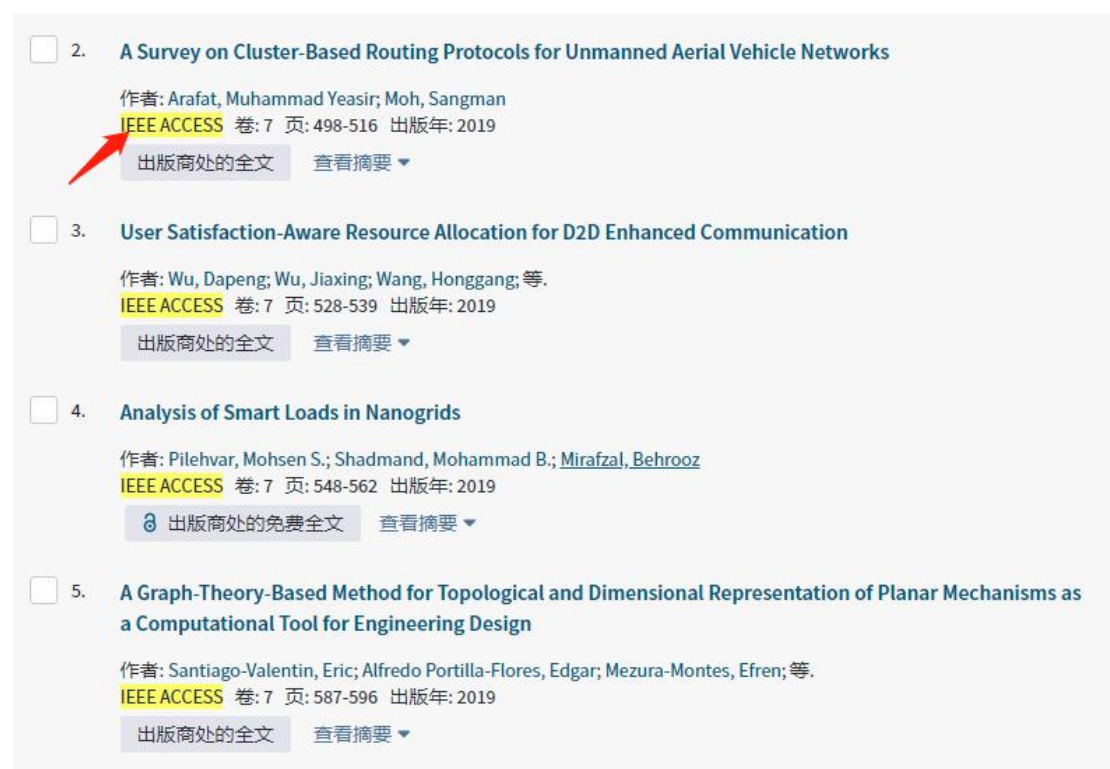 2. A Survey on Cluster-Based Routing Protocols for Unmanned Aerial Vehicle Networks
作者: Arafat, Muhammad Yeasir; Moh, Sangman
IEEE ACCESS 卷: 7 页: 498-516 出版年: 2019
出版商处的全文 查看摘要
3. User Satisfaction-Aware Resource Allocation for D2D Enhanced Communication
作者: Wu, Dapeng; Wu, Jiaxing; Wang, Honggang; 等.
IEEE ACCESS 卷: 7 页: 528-539 出版年: 2019
出版商处的全文 查看摘要
4. Analysis of Smart Loads in Nanogrids
作者: Pilehvar, Mohsen S.; Shadmand, Mohammad B.; Mirafzal, Behrooz
IEEE ACCESS 卷: 7 页: 548-562 出版年: 2019
出版商处的免费全文 查看摘要
5. A Graph-Theory-Based Method for Topological and Dimensional Representation of Planar Mechanisms as
a Computational Tool for Engineering Design
作者: Santiago-Valentin, Eric; Alfredo Portilla-Flores, Edgar; Mezura-Montes, Efren; 等.
IEEE ACCESS 卷: 7 页: 587-596 出版年: 2019
出版商处的全文 查看摘要